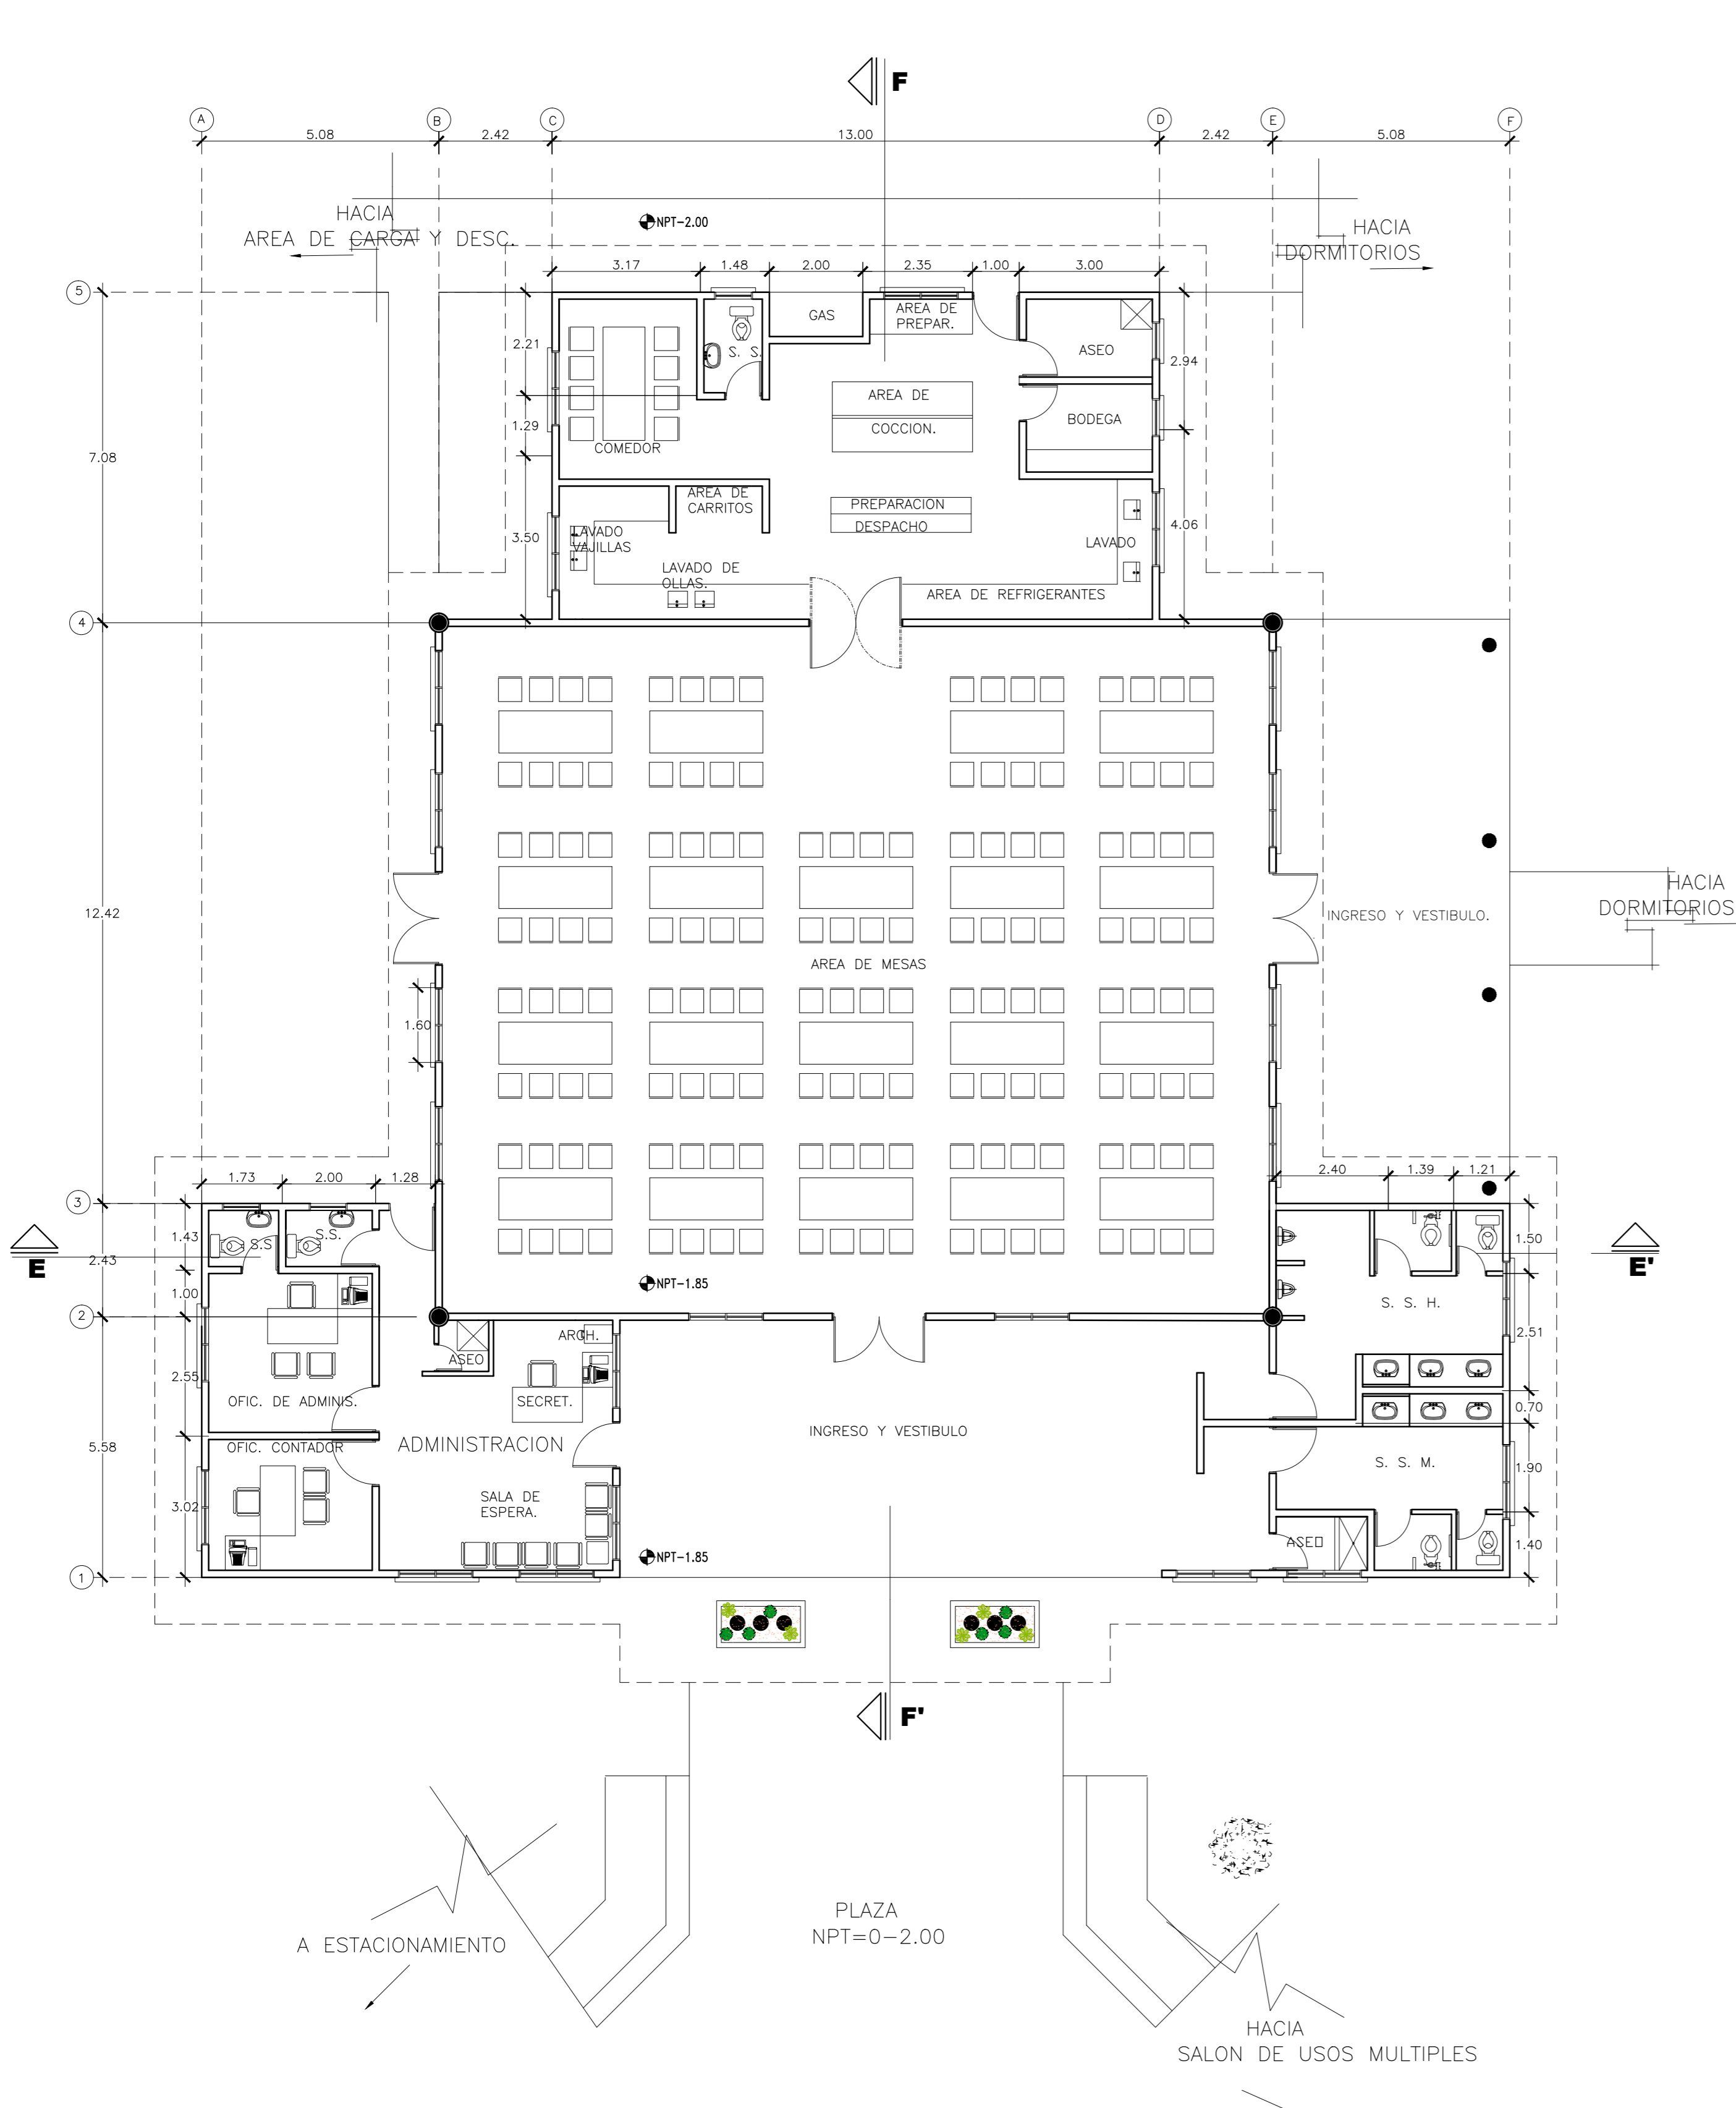 F
A
B
C
D
E
F
5.08
2.42
13.00
2.42
5.08
HACIA
AREA DE CARGA Y DESC.
NPT-2.00
HACIA
DORMITORIOS
3.17
1.48
2.00
2.35
1.00
3.00
5
GAS
AREA DE
PREPAR.
2.21
S. S.
ASEO
2.94
AREA DE
COCCION.
1.29
COMEDOR
BODEGA
7.08
AREA DE
CARRITOS
PREPARACION
DESPACHO
3.50
LAVADO
VAJILLAS
LAVADO
4.06
LAVADO DE
OLLAS.
AREA DE REFRIGERANTES
4
HACIA
DORMITORIOS
12.42
INGRESO Y VESTIBULO.
AREA DE MESAS
1.60
1.73
2.00
1.28
2.40
1.39
1.21
3
1.43
S.S
S.S.
1.50
E
2.43
E'
1.00
NPT-1.85
S. S. H.
2
ARCH.
ASEO
2.51
2.55
OFIC. DE ADMINIS.
SECRET.
0.70
INGRESO Y VESTIBULO
5.58
OFIC. CONTADOR
ADMINISTRACION
S. S. M.
1.90
3.02
SALA DE
ESPERA.
ASEO
1.40
NPT-1.85
1
F'
PLAZA
NPT=0-2.00
A ESTACIONAMIENTO
HACIA
SALON DE USOS MULTIPLES